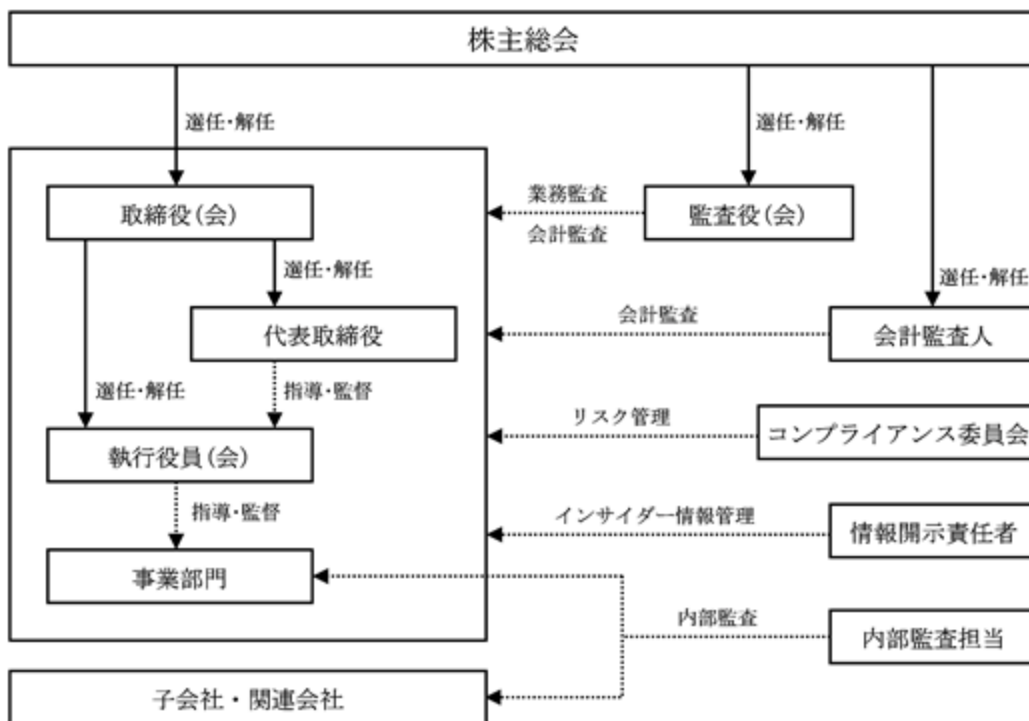 株主総会
選任・解任
選任・解任
取締役(会)
業務監査
会計監査
監査役(会)
選任・解任
選任・解任
代表取締役
会計監査
会計監査人
選任・解任
指導・監督
リスク管理
コンプライアンス委員会
執行役員(会)
指導・監督
インサイダー情報管理
情報開示責任者
事業部門
内部監査
内部監査担当
子会社・関連会社